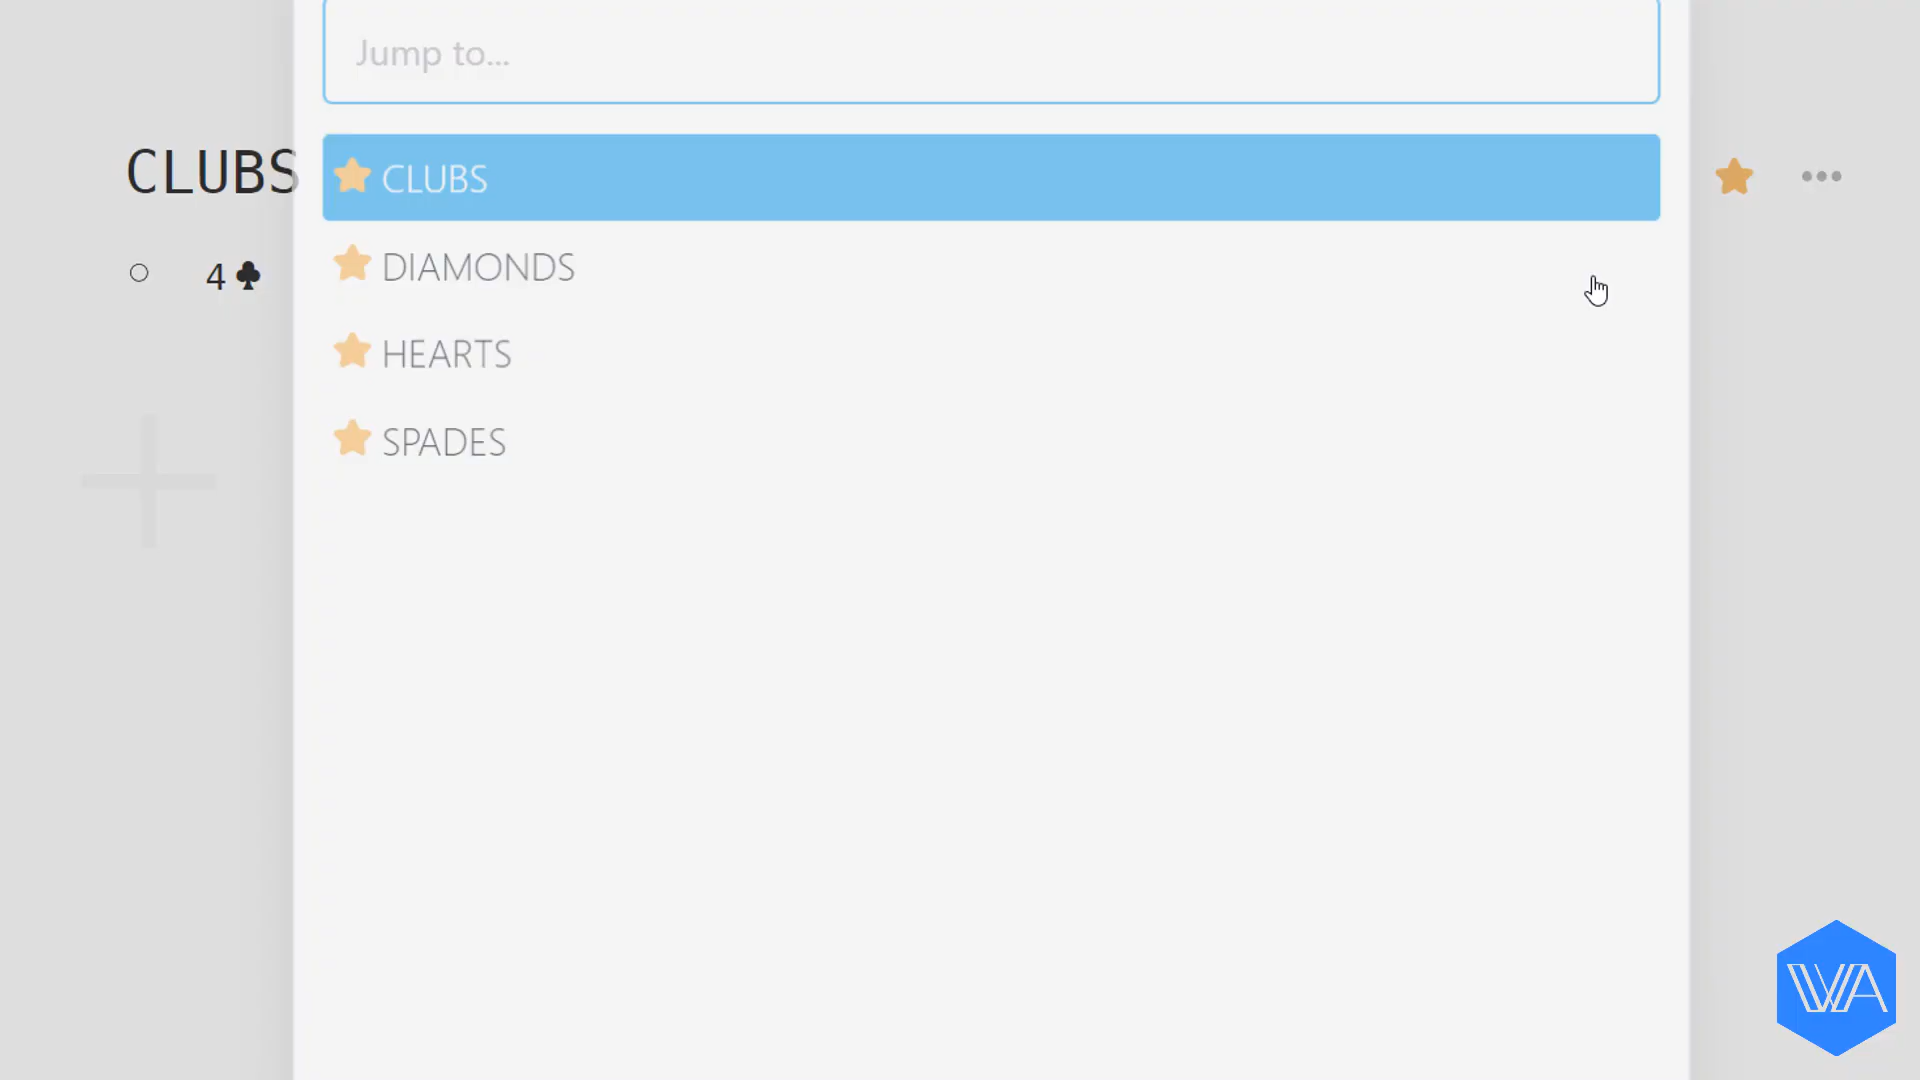 Jump to...
CLUBS
CLUBS
DIAMONDS
4♣
HEARTS
SPADES
WA